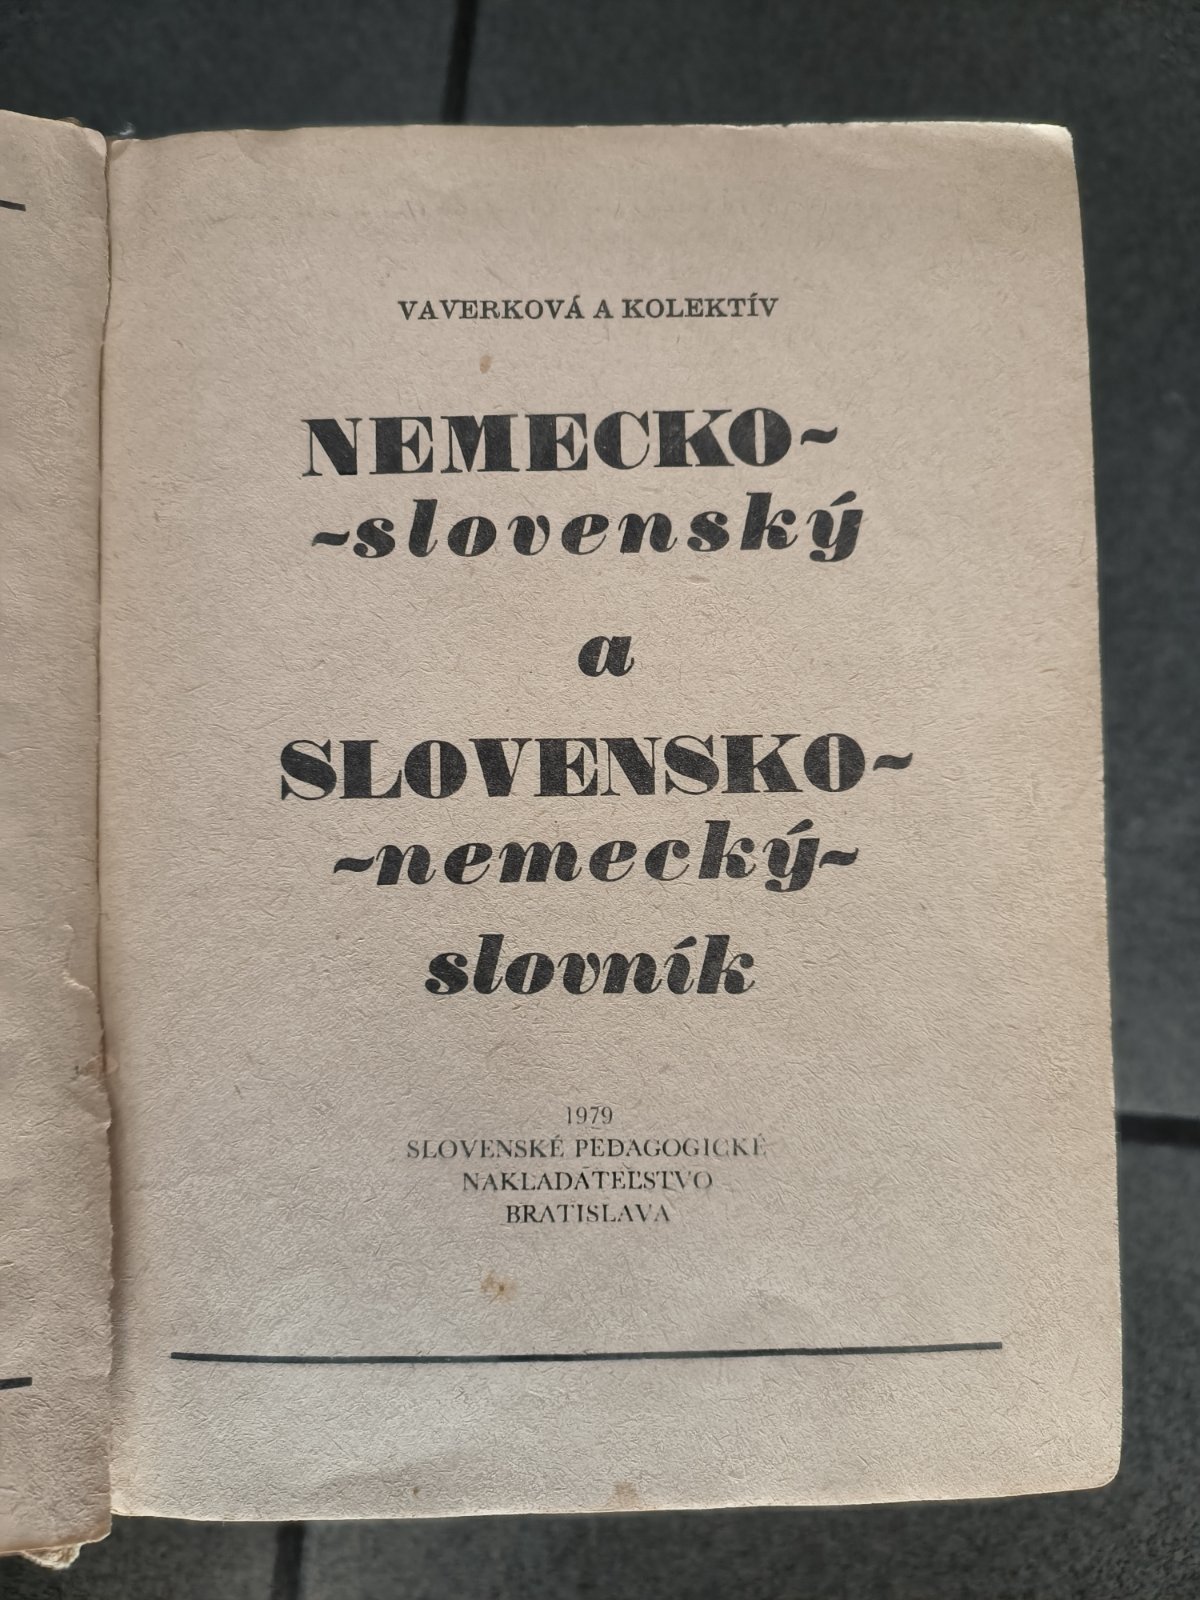 VAVERKOVÁ A KOLEKTÍV
NEMECKO~
~slovenský
a
SLOVENSKO~
~nemecký~
slovník
1979
SLOVENSKÉ PEDAGOGICKÉ
NAKLADATEĽSTVO
BRATISLAVA